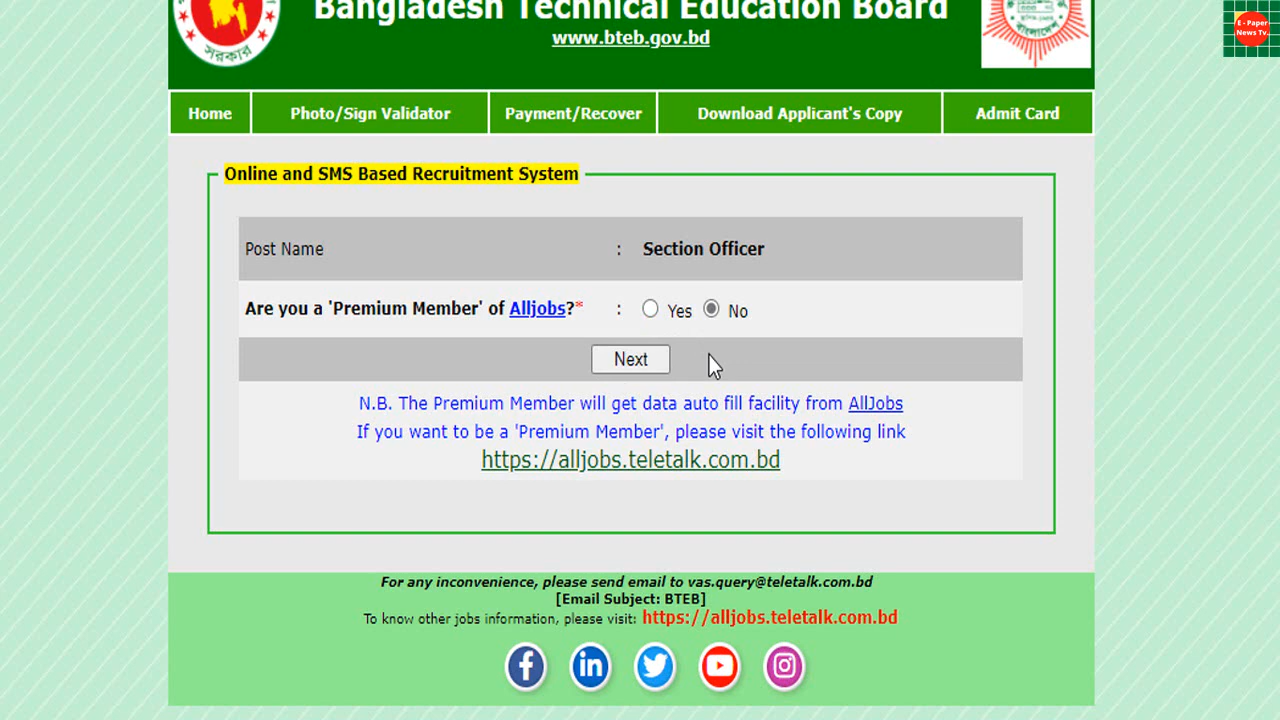 Bangladesh Technical Education Board
www.bteb.gov.bd
সরকার
বাংলাদেশ
E - Paper
News Tv.
Home
Photo/Sign Validator
Payment/Recover
Download Applicant's Copy
Admit Card
Online and SMS Based Recruitment System
Post Name : Section Officer
Are you a 'Premium Member' of Alljobs?* : Yes No
Next
N.B. The Premium Member will get data auto fill facility from AllJobs
If you want to be a 'Premium Member', please visit the following link
https://alljobs.teletalk.com.bd
For any inconvenience, please send email to vas.query@teletalk.com.bd
[Email Subject: BTEB]
To know other jobs information, please visit: https://alljobs.teletalk.com.bd